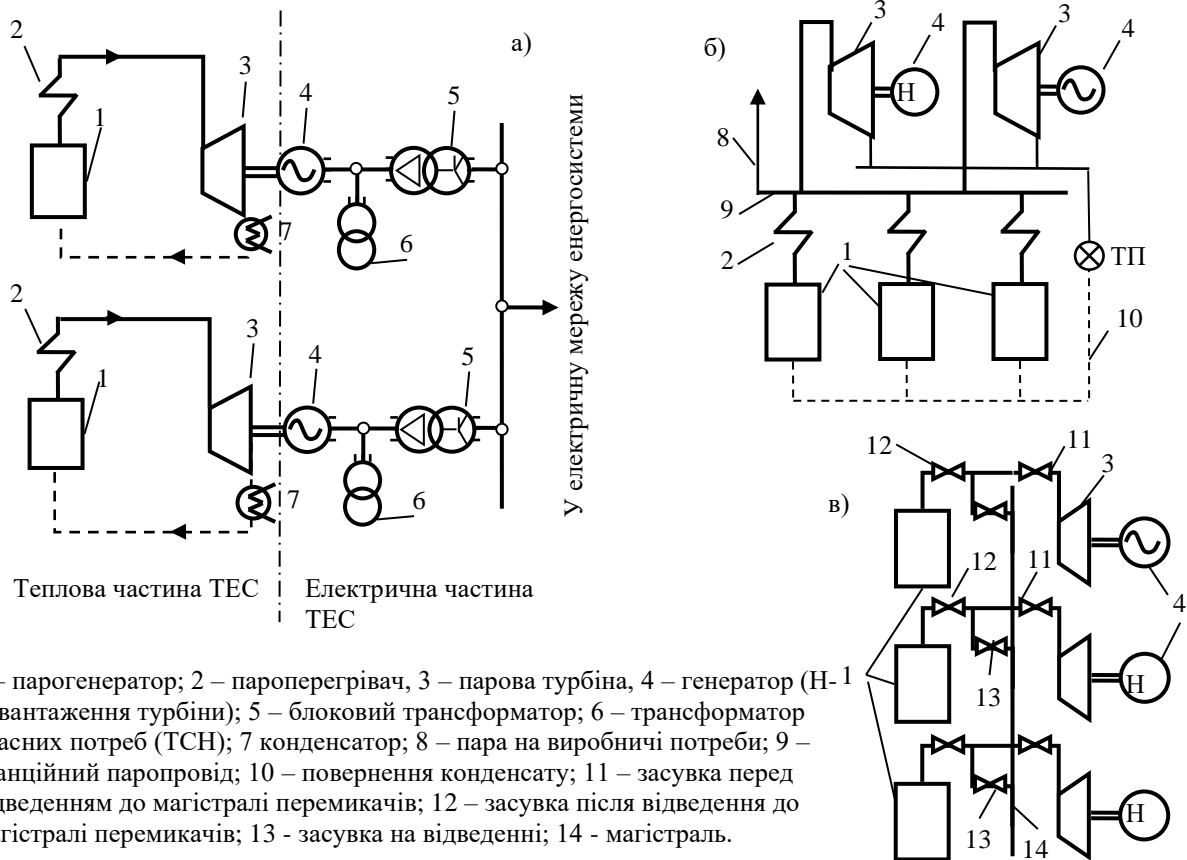 2
а)
3
4
5
1
7
6
2
3
4
5
1
7
6
У електричну мережу енергосистеми
Теплова частина ТЕС
Електрична частина
ТЕС
б)
3
4
3
4
Н
8
9
2
1
ТП
10
в)
12
11
3
12
11
4
13
Н
1
Н
13
14
– парогенератор; 2 – пароперегрівач, 3 – парова турбіна, 4 – генератор (Н-
вантаження турбіни); 5 – блоковий трансформатор; 6 – трансформатор
асних потреб (ТСН); 7 конденсатор; 8 – пара на виробничі потреби; 9 –
анційний паропровід; 10 – повернення конденсату; 11 – засувка перед
дведенням до магістралі перемикачів; 12 – засувка після відведення до
гістралі перемикачів; 13 - засувка на відведенні; 14 - магістраль.